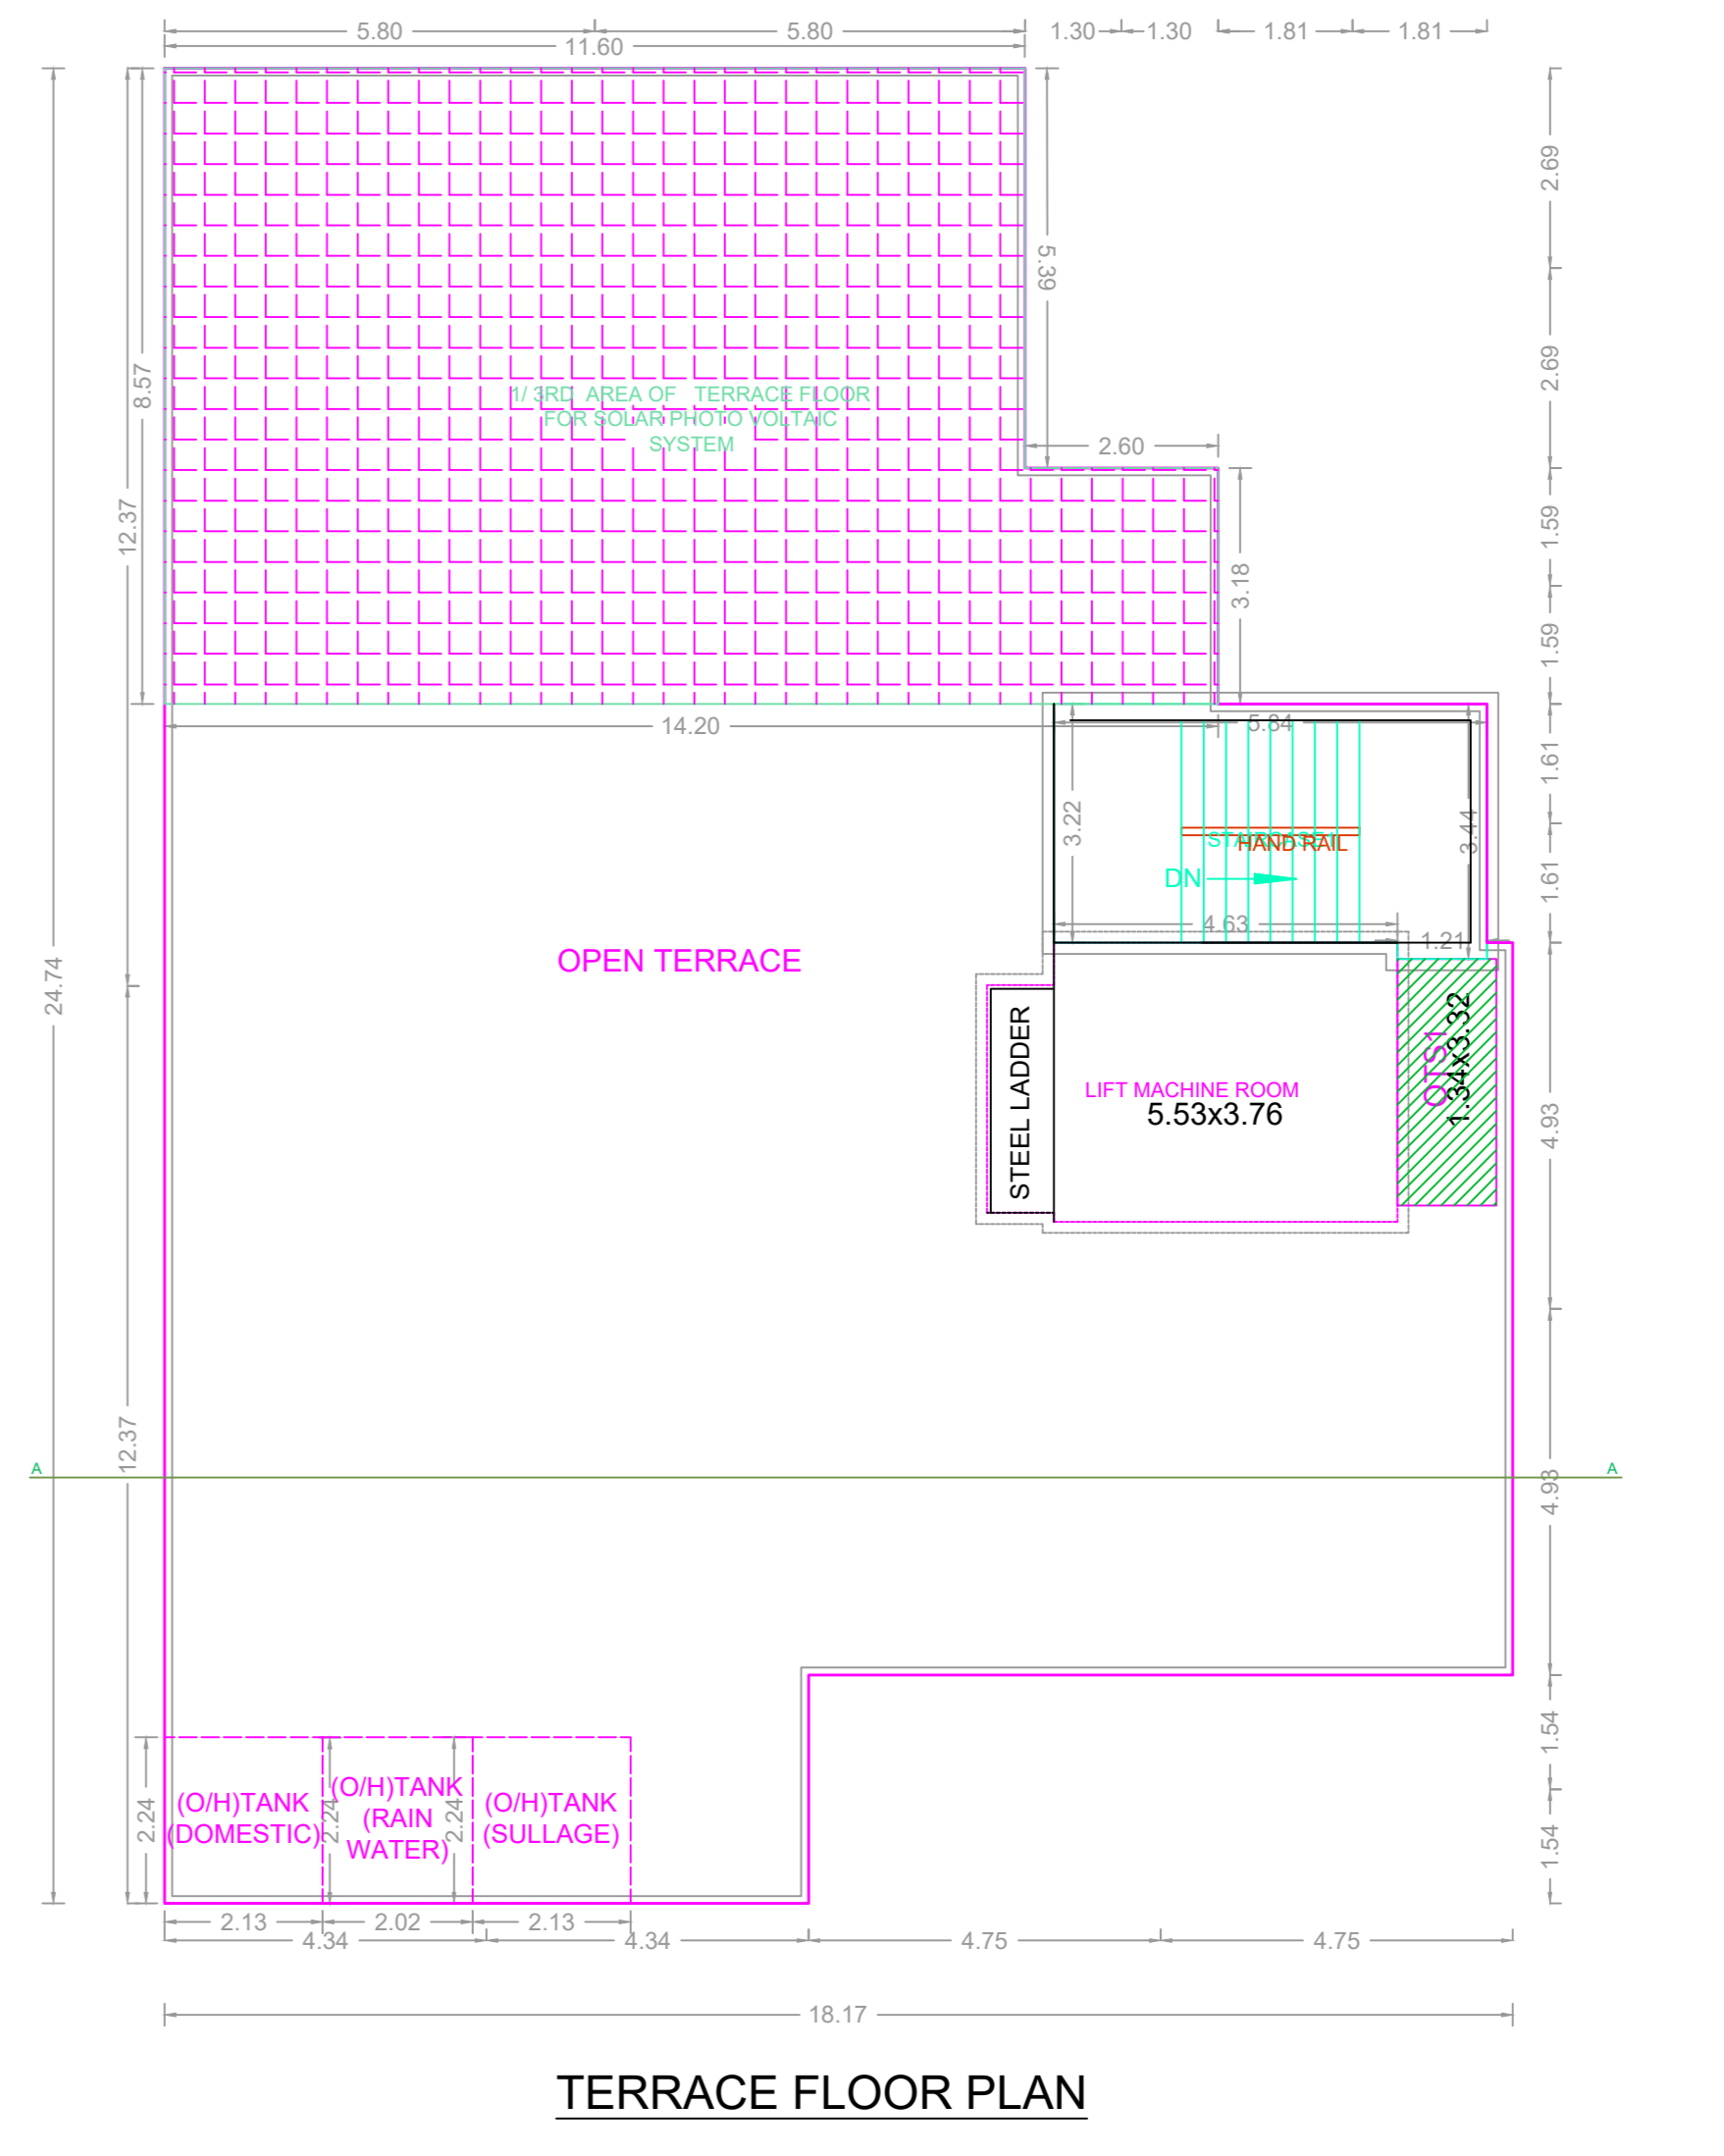 5.80
5.80
1.30
1.30
1.81
1.81
11.60
2.69
5.39
8.57
2.69
1/ 3RD AREA OF TERRACE FLOOR
FOR SOLAR PHOTO VOLTAIC
SYSTEM
2.60
12.37
1.59
3.18
1.59
14.20
5.84
1.61
3.22
3.44
STAIRCASE
HAND RAIL
DN
1.61
4.63
1.21
OPEN TERRACE
24.74
STEEL LADDER
LIFT MACHINE ROOM
5.53x3.76
OTS1
1.34x3.32
4.93
12.37
A
A
4.93
1.54
2.24
(O/H)TANK
(DOMESTIC)
2.24
(O/H)TANK
(RAIN
WATER)
2.24
(O/H)TANK
(SULLAGE)
1.54
2.13
2.02
2.13
4.34
4.34
4.75
4.75
18.17
TERRACE FLOOR PLAN